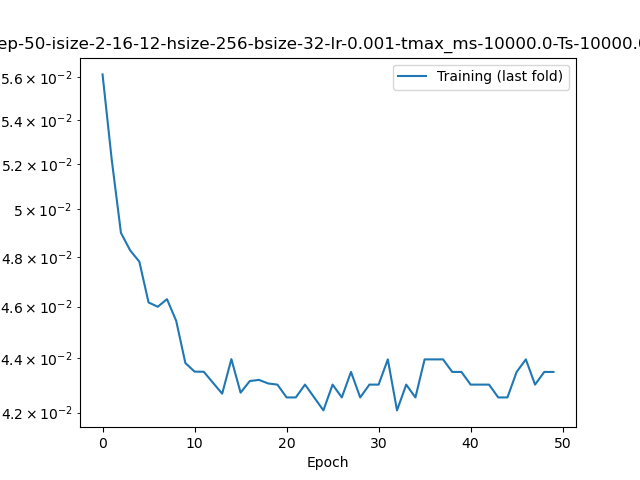 ep-50-isize-2-16-12-hsize-256-bsize-32-lr-0.001-tmax_ms-10000.0-Ts-10000.0
Training (last fold)
5.6 × 10⁻²
5.4 × 10⁻²
5.2 × 10⁻²
5 × 10⁻²
4.8 × 10⁻²
4.6 × 10⁻²
4.4 × 10⁻²
4.2 × 10⁻²
0 10 20 30 40 50
Epoch